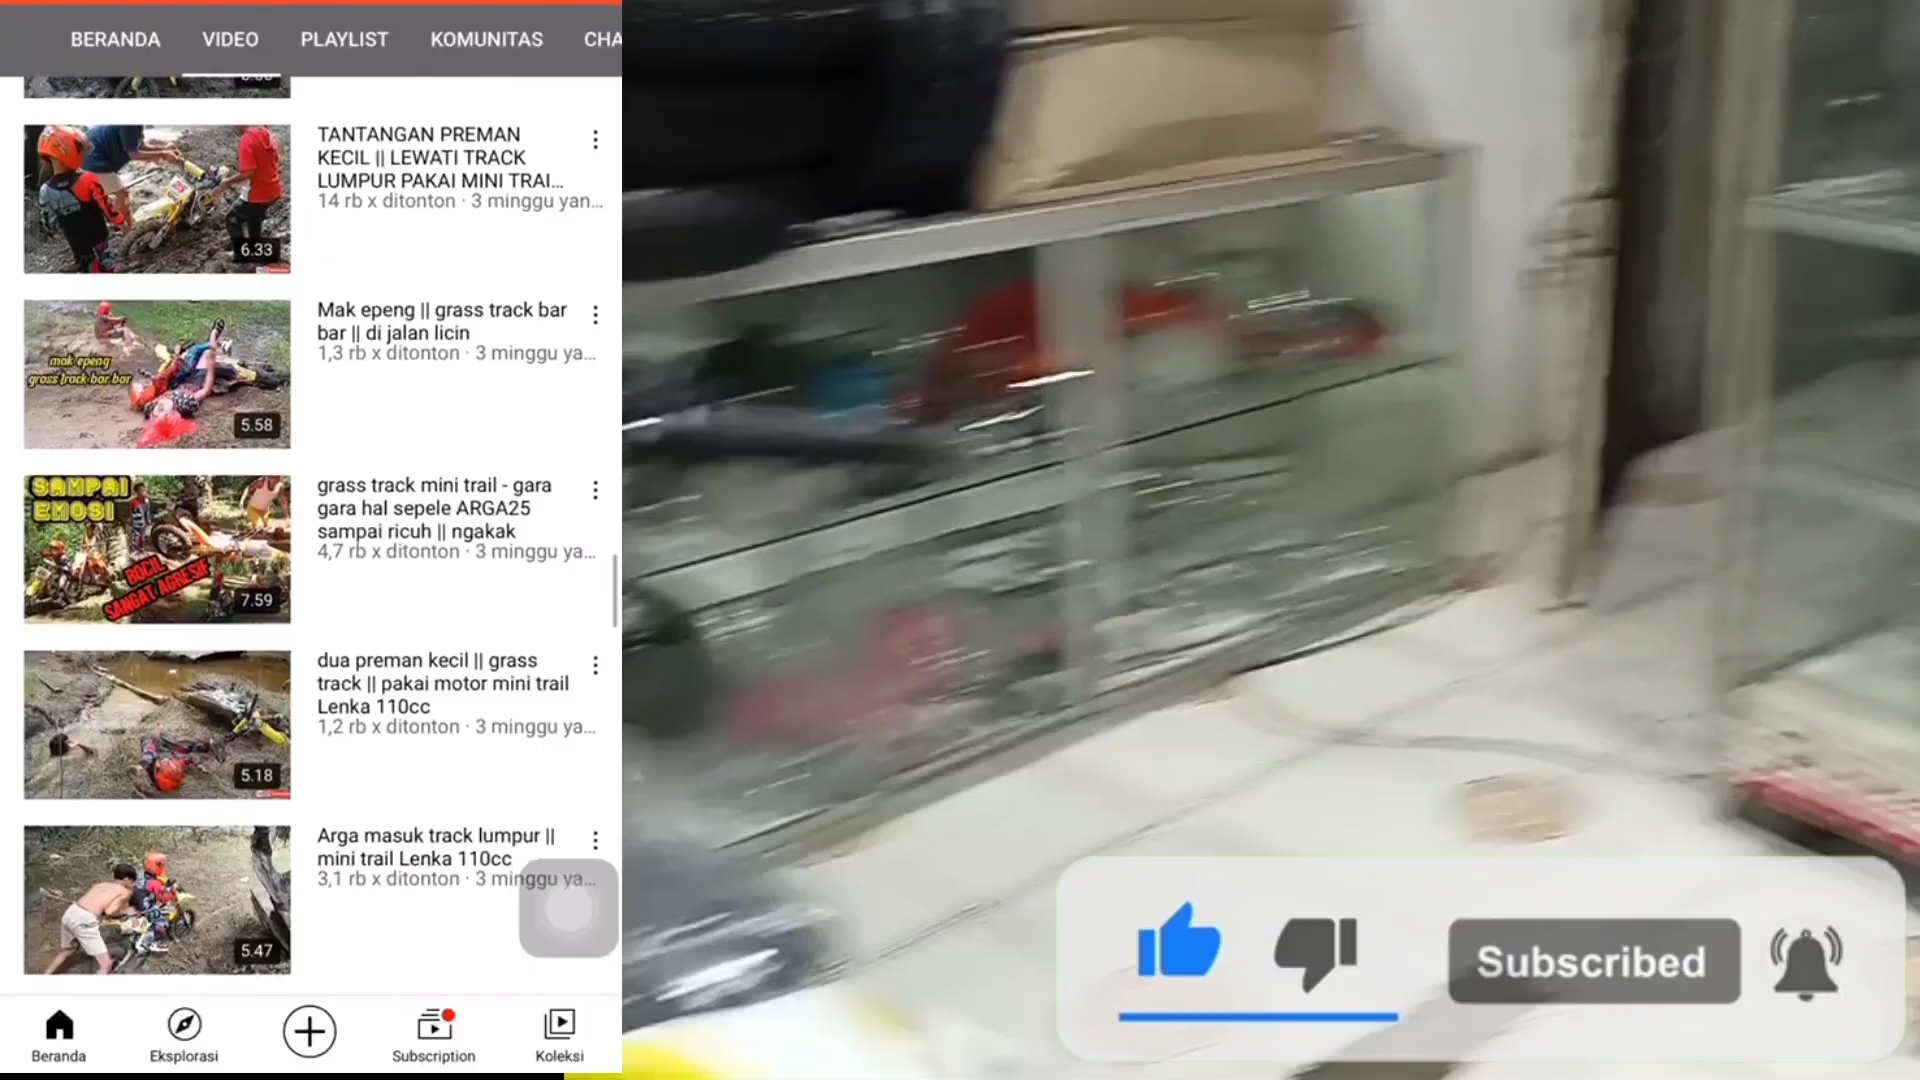 BERANDA VIDEO PLAYLIST KOMUNITAS CHA
TANTANGAN PREMAN
KECIL || LEWATI TRACK
LUMPUR PAKAI MINI TRAI...
14 rb x ditonton · 3 minggu yan...
6.33
Mak epeng || grass track bar
bar || di jalan licin
1,3 rb x ditonton · 3 minggu ya...
mak epeng
grass track bar bar
5.58
grass track mini trail - gara
gara hal sepele ARGA25
sampai ricuh || ngakak
4,7 rb x ditonton · 3 minggu ya...
SAMPAI
EMOSI
BOCIL
SANGAT AGRESIF
7.59
dua preman kecil || grass
track || pakai motor mini trail
Lenka 110cc
1,2 rb x ditonton · 3 minggu ya...
5.18
Arga masuk track lumpur ||
mini trail Lenka 110cc
3,1 rb x ditonton · 3 minggu ya...
5.47
Beranda Eksplorasi Subscription Koleksi
Subscribed